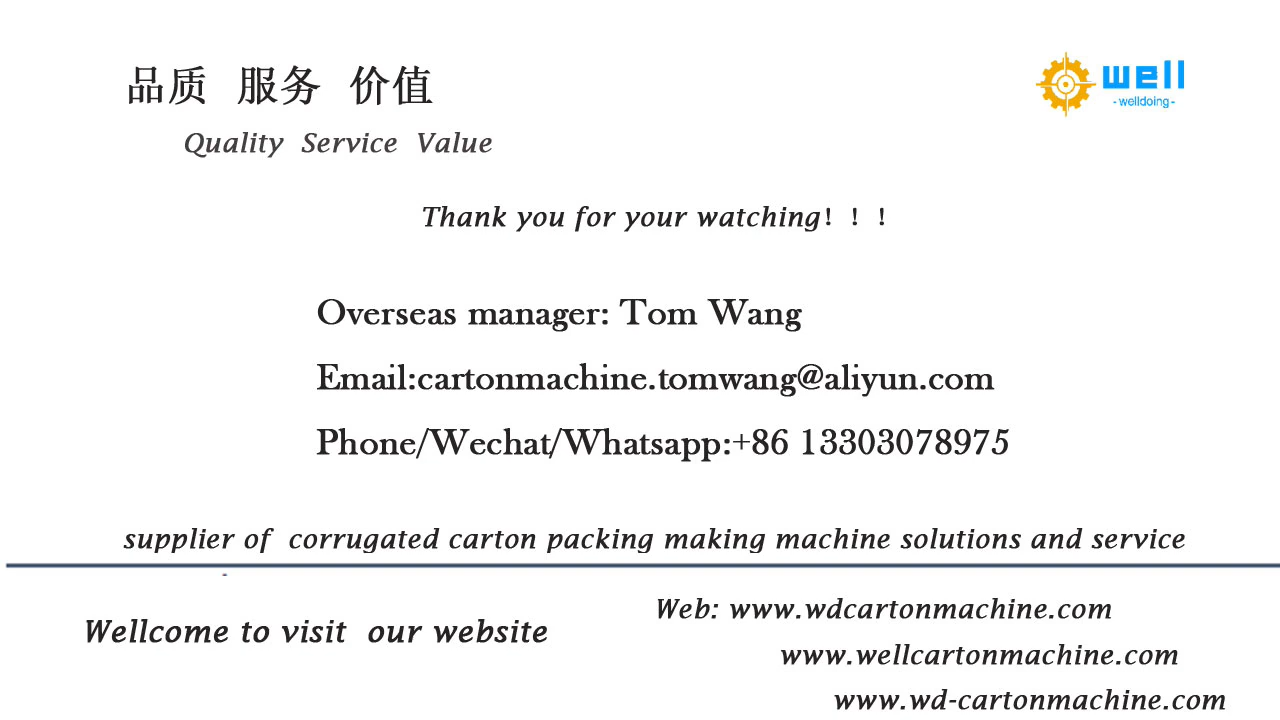 品质 服务 价值
Quality Service Value
well
-welldoing-
Thank you for your watching！！！
Overseas manager: Tom Wang
Email:cartonmachine.tomwang@aliyun.com
Phone/Wechat/Whatsapp:+86 13303078975
supplier of corrugated carton packing making machine solutions and service
Wellcome to visit our website
Web: www.wdcartonmachine.com
www.wellcartonmachine.com
www.wd-cartonmachine.com